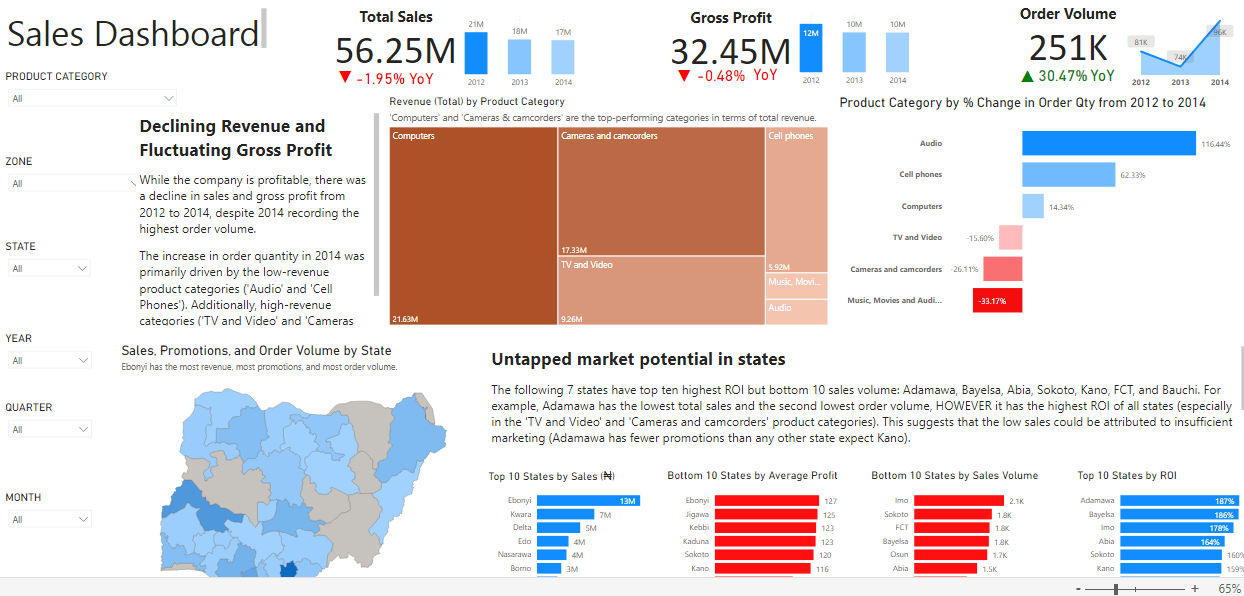 Sales Dashboard
PRODUCT CATEGORY
All
ZONE
All
STATE
All
YEAR
All
QUARTER
All
MONTH
All
Total Sales
56.25M
-1.95% YoY
21M
18M
17M
2012
2013
2014
Gross Profit
32.45M
-0.48% YoY
12M
10M
10M
2012
2013
2014
Order Volume
251K
30.47% YoY
81K
74K
96K
2012
2013
2014
Declining Revenue and
Fluctuating Gross Profit
While the company is profitable, there was
a decline in sales and gross profit from
2012 to 2014, despite 2014 recording the
highest order volume.
The increase in order quantity in 2014 was
primarily driven by the low-revenue
product categories ('Audio' and 'Cell
Phones'). Additionally, high-revenue
categories ('TV and Video' and 'Cameras
Revenue (Total) by Product Category
'Computers' and 'Cameras & camcorders' are the top-performing categories in terms of total revenue.
Computers
21.63M
Cameras and camcorders
17.33M
TV and Video
9.26M
Cell phones
5.92M
Music, Movi...
Audio
Product Category by % Change in Order Qty from 2012 to 2014
Audio 116.44%
Cell phones 62.33%
Computers 14.34%
TV and Video -15.60%
Cameras and camcorders -26.11%
Music, Movies and Audi... -33.17%
Sales, Promotions, and Order Volume by State
Ebonyi has the most revenue, most promotions, and most order volume.
Untapped market potential in states
The following 7 states have top ten highest ROI but bottom 10 sales volume: Adamawa, Bayelsa, Abia, Sokoto, Kano, FCT, and Bauchi. For
example, Adamawa has the lowest total sales and the second lowest order volume, HOWEVER it has the highest ROI of all states (especially
in the 'TV and Video' and 'Cameras and camcorders' product categories). This suggests that the low sales could be attributed to insufficient
marketing (Adamawa has fewer promotions than any other state expect Kano).
Top 10 States by Sales (₦)
Ebonyi 13M
Kwara 7M
Delta 5M
Edo 4M
Nasarawa 4M
Borno 3M
Bottom 10 States by Average Profit
Ebonyi 127
Jigawa 125
Kebbi 123
Kaduna 123
Sokoto 120
Kano 116
Bottom 10 States by Sales Volume
Imo 2.1K
Sokoto 1.8K
FCT 1.8K
Bayelsa 1.8K
Osun 1.7K
Abia 1.5K
Top 10 States by ROI
Adamawa 187%
Bayelsa 186%
Imo 178%
Abia 164%
Sokoto 160%
Kano 159%
- + 65%